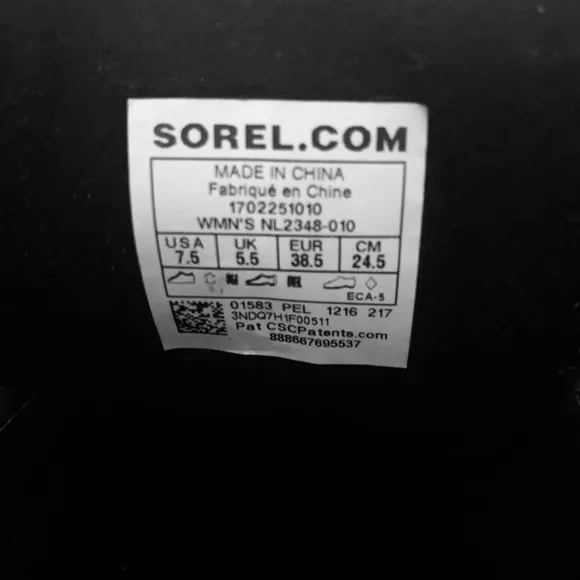 SOREL.COM
MADE IN CHINA
Fabriqué en Chine
1702251010
WMN'S NL2348-010
USA UK EUR CM
7.5 5.5 38.5 24.5
ECA-5
01583 PEL 1216 217
3NDQ7H1F00511
Pat CSCPatents.com
888667695537